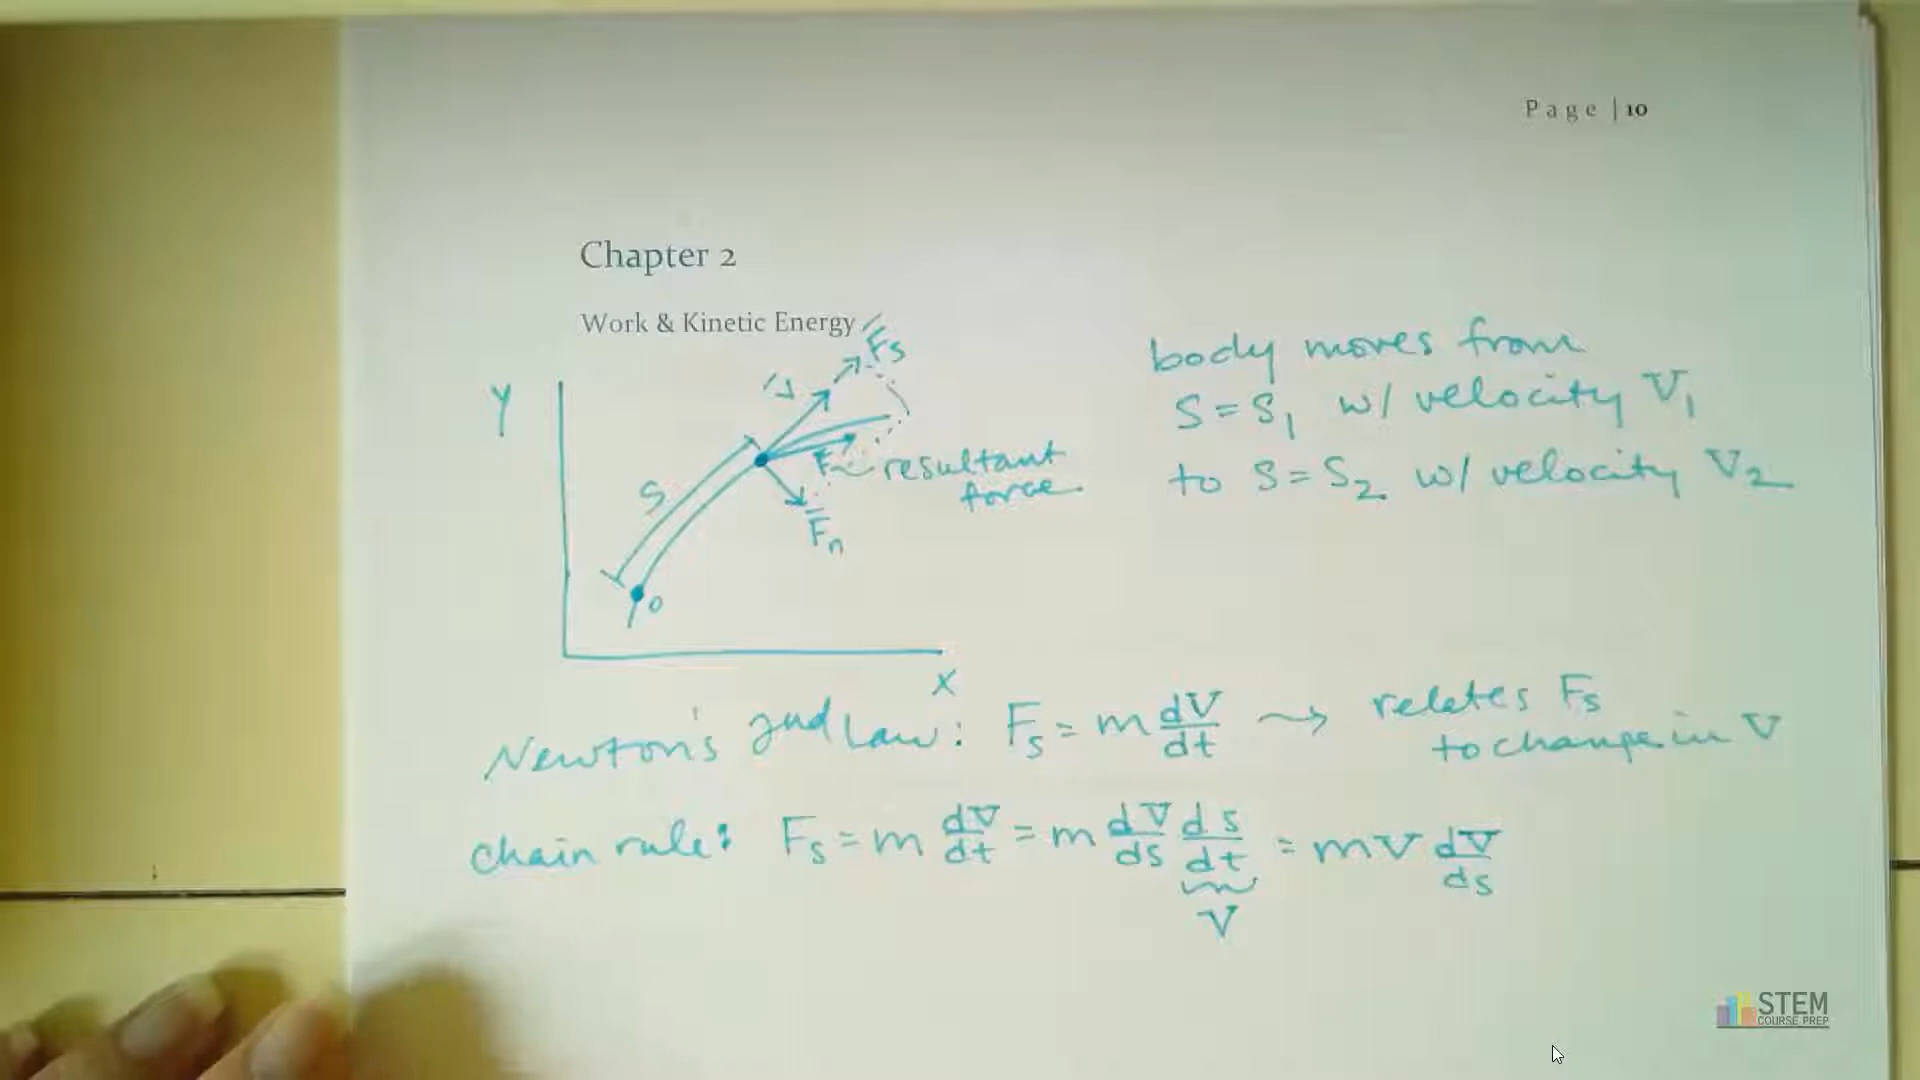 Page | 10
Chapter 2
Work & Kinetic Energy
Y
V
Fs
S
F
resultant
force
Fn
0
X
body moves from
S = S1 w/ velocity V1
to S = S2 w/ velocity V2
Newton's 2nd Law: Fs = m dV/dt → relates Fs
to change in V
chain rule: Fs = m dV/dt = m dV/ds ds/dt = mV dV/ds
V
STEM
COURSE PREP